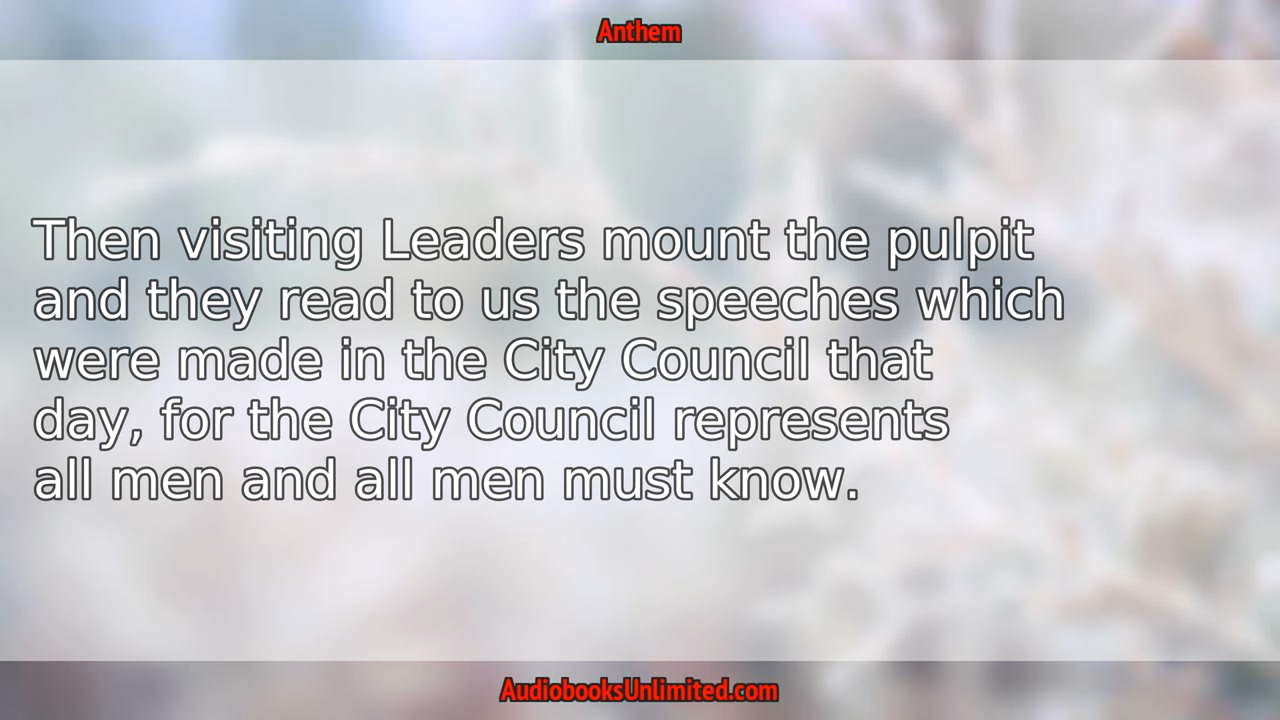 Anthem
Then visiting Leaders mount the pulpit
and they read to us the speeches which
were made in the City Council that
day, for the City Council represents
all men and all men must know.
AudiobooksUnlimited.com